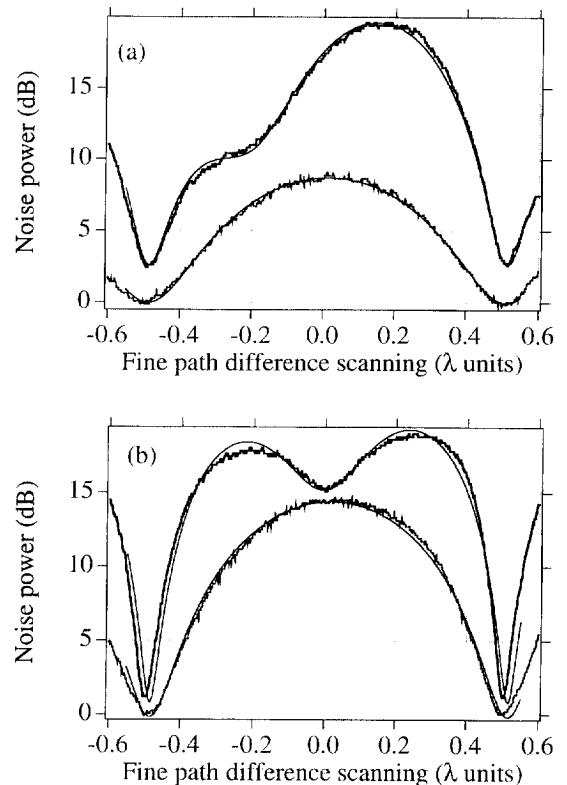 (a)
Noise power (dB)
15
10
5
0
-0.6 -0.4 -0.2 0.0 0.2 0.4 0.6
Fine path difference scanning (λ units)
(b)
Noise power (dB)
15
10
5
0
-0.6 -0.4 -0.2 0.0 0.2 0.4 0.6
Fine path difference scanning (λ units)